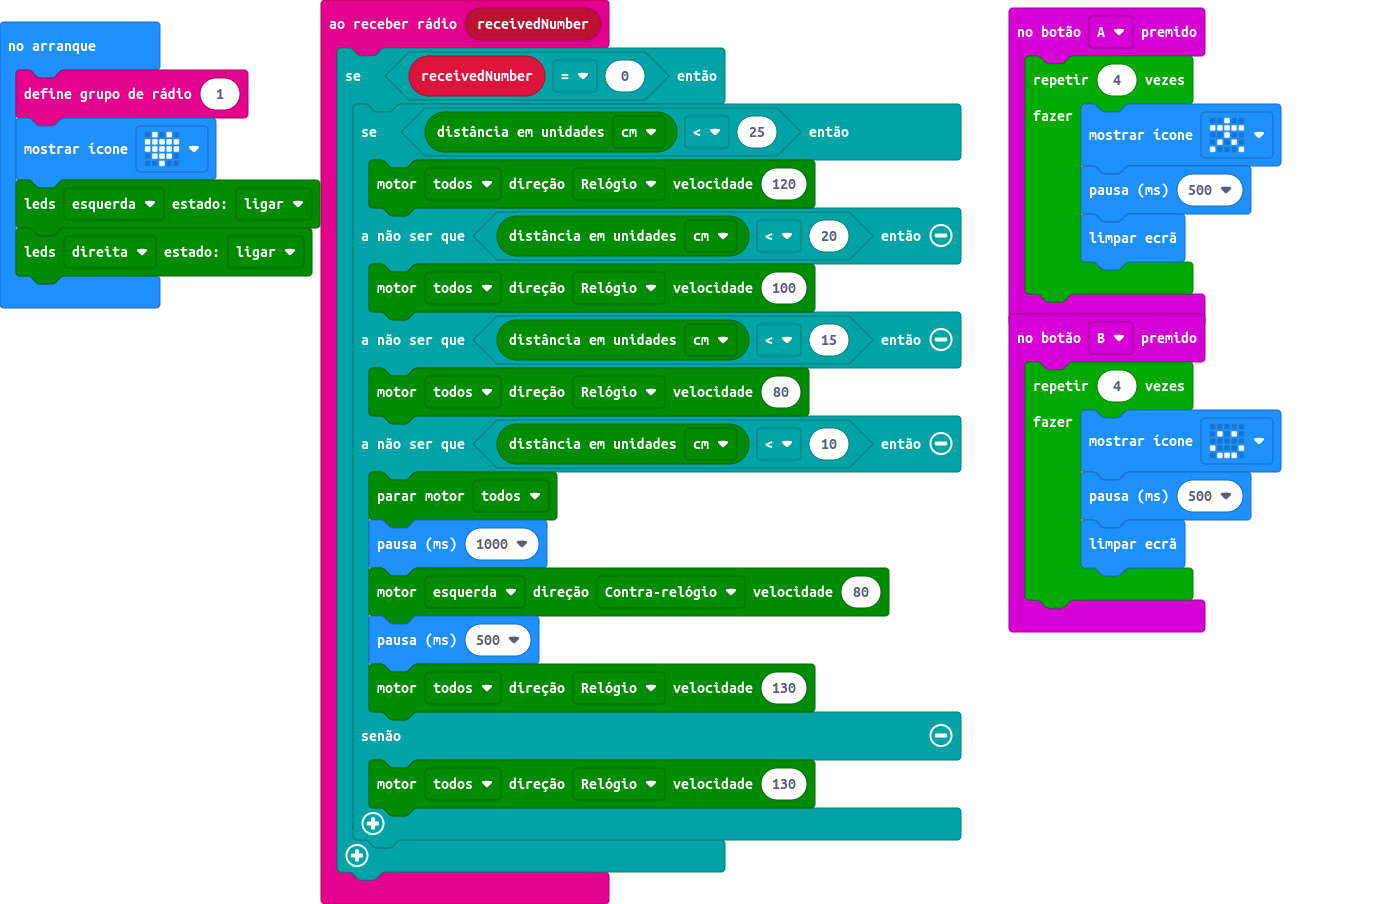 no arranque
define grupo de rádio 1
mostrar ícone
leds esquerda estado: ligar
leds direita estado: ligar
ao receber rádio receivedNumber
se receivedNumber = 0 então
se distância em unidades cm < 25 então
motor todos direção Relógio velocidade 120
a não ser que distância em unidades cm < 20 então
motor todos direção Relógio velocidade 100
a não ser que distância em unidades cm < 15 então
motor todos direção Relógio velocidade 80
a não ser que distância em unidades cm < 10 então
parar motor todos
pausa (ms) 1000
motor esquerda direção Contra-relógio velocidade 80
pausa (ms) 500
motor todos direção Relógio velocidade 130
senão
motor todos direção Relógio velocidade 130
no botão A premido
repetir 4 vezes
fazer
mostrar ícone
pausa (ms) 500
limpar ecrã
no botão B premido
repetir 4 vezes
fazer
mostrar ícone
pausa (ms) 500
limpar ecrã